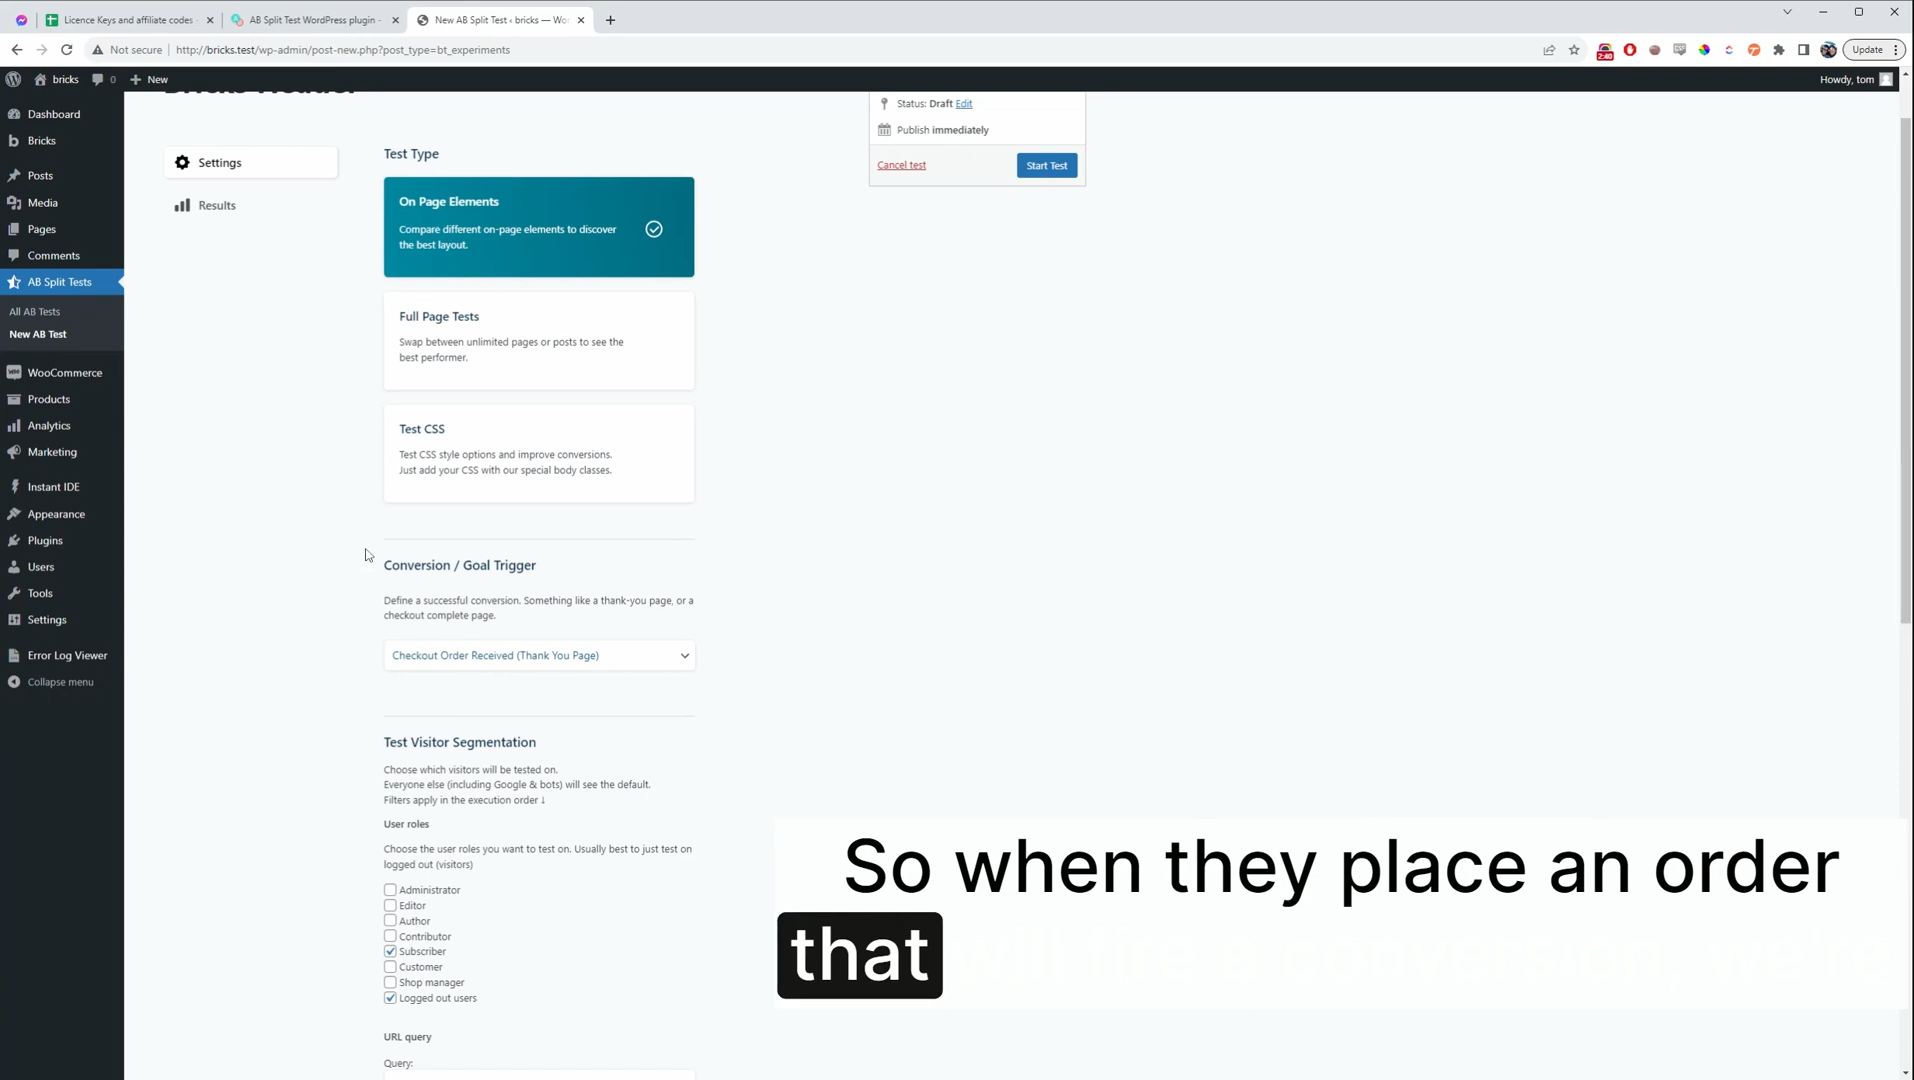 Licence Keys and affiliate codes -
AB Split Test WordPress plugin -
New AB Split Test ‹ bricks — Wor
Not secure
http://bricks.test/wp-admin/post-new.php?post_type=bt_experiments
Update
bricks
0
New
Howdy, tom
Dashboard
Bricks
Posts
Media
Pages
Comments
AB Split Tests
All AB Tests
New AB Test
WooCommerce
Products
Analytics
Marketing
Instant IDE
Appearance
Plugins
Users
Tools
Settings
Error Log Viewer
Collapse menu
Bricks Header
Settings
Results
Status: Draft Edit
Publish immediately
Cancel test
Start Test
Test Type
On Page Elements
Compare different on-page elements to discover
the best layout.
Full Page Tests
Swap between unlimited pages or posts to see the
best performer.
Test CSS
Test CSS style options and improve conversions.
Just add your CSS with our special body classes.
Conversion / Goal Trigger
Define a successful conversion. Something like a thank-you page, or a
checkout complete page.
Checkout Order Received (Thank You Page)
Test Visitor Segmentation
Choose which visitors will be tested on.
Everyone else (including Google & bots) will see the default.
Filters apply in the execution order ↓
User roles
Choose the user roles you want to test on. Usually best to just test on
logged out (visitors)
Administrator
Editor
Author
Contributor
Subscriber
Customer
Shop manager
Logged out users
URL query
Query:
So when they place an order
that